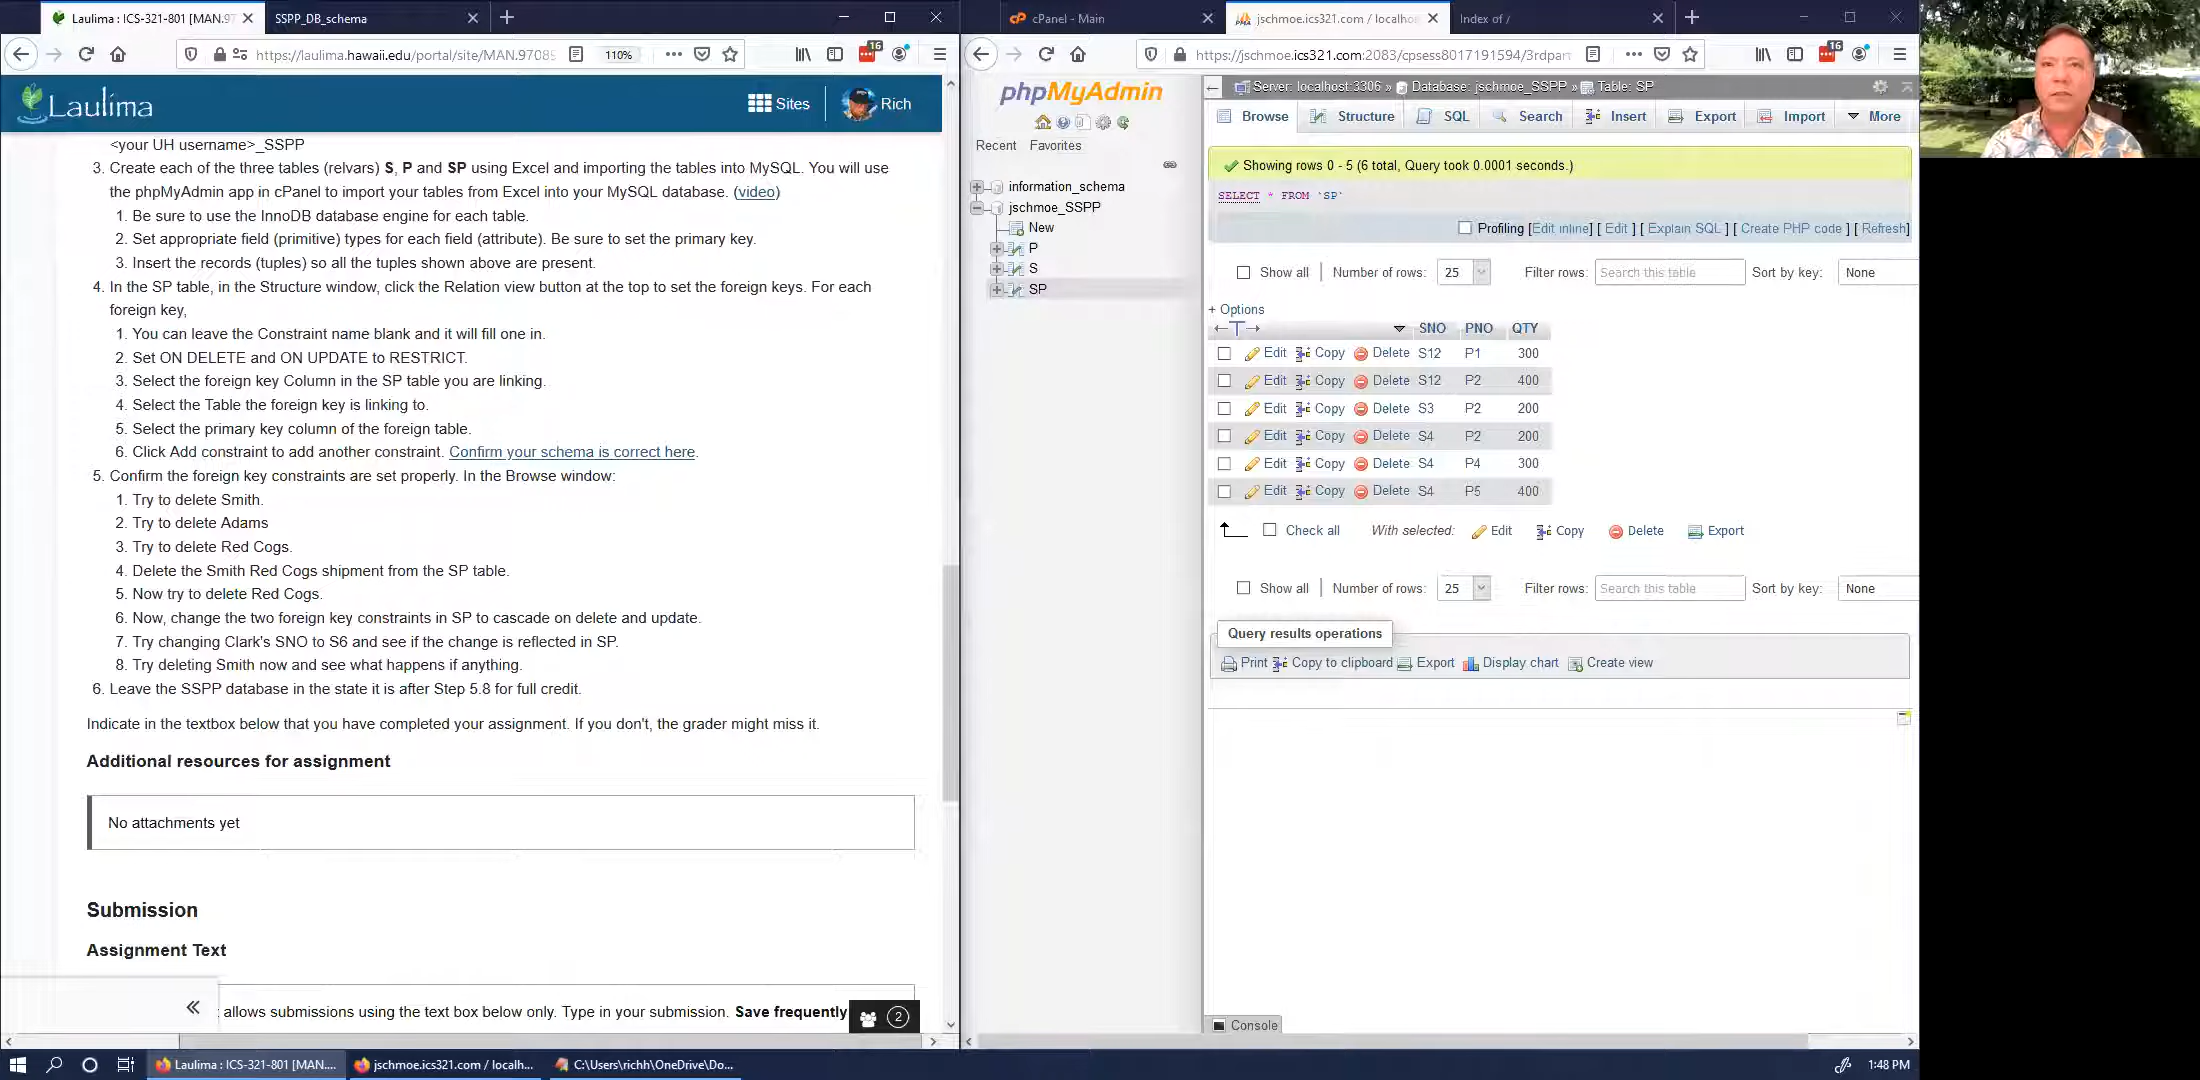 Laulima : ICS-321-801 [MAN.97
SSPP_DB_schema
https://laulima.hawaii.edu/portal/site/MAN.9708
110%
16
Laulima
Sites
Rich
<your UH username>_SSPP
3. Create each of the three tables (relvars) S, P and SP using Excel and importing the tables into MySQL. You will use
the phpMyAdmin app in cPanel to import your tables from Excel into your MySQL database. (video)
1. Be sure to use the InnoDB database engine for each table.
2. Set appropriate field (primitive) types for each field (attribute). Be sure to set the primary key.
3. Insert the records (tuples) so all the tuples shown above are present.
4. In the SP table, in the Structure window, click the Relation view button at the top to set the foreign keys. For each
foreign key,
1. You can leave the Constraint name blank and it will fill one in.
2. Set ON DELETE and ON UPDATE to RESTRICT.
3. Select the foreign key Column in the SP table you are linking.
4. Select the Table the foreign key is linking to.
5. Select the primary key column of the foreign table.
6. Click Add constraint to add another constraint. Confirm your schema is correct here.
5. Confirm the foreign key constraints are set properly. In the Browse window:
1. Try to delete Smith.
2. Try to delete Adams
3. Try to delete Red Cogs.
4. Delete the Smith Red Cogs shipment from the SP table.
5. Now try to delete Red Cogs.
6. Now, change the two foreign key constraints in SP to cascade on delete and update.
7. Try changing Clark's SNO to S6 and see if the change is reflected in SP.
8. Try deleting Smith now and see what happens if anything.
6. Leave the SSPP database in the state it is after Step 5.8 for full credit.
Indicate in the textbox below that you have completed your assignment. If you don't, the grader might miss it.
Additional resources for assignment
No attachments yet
Submission
Assignment Text
allows submissions using the text box below only. Type in your submission. Save frequently
2
cPanel - Main
jschmoe.ics321.com / localhos
Index of /
https://jschmoe.ics321.com:2083/cpsess8017191594/3rdpart
16
phpMyAdmin
Recent Favorites
information_schema
jschmoe_SSPP
New
P
S
SP
Server: localhost:3306 » Database: jschmoe_SSPP » Table: SP
Browse Structure SQL Search Insert Export Import More
Showing rows 0 - 5 (6 total, Query took 0.0001 seconds.)
SELECT * FROM `SP`
Profiling [Edit inline] [ Edit ] [ Explain SQL ] [ Create PHP code ] [ Refresh]
Show all Number of rows: 25 Filter rows: Search this table Sort by key: None
+ Options
←T→ SNO PNO QTY
Edit Copy Delete S12 P1 300
Edit Copy Delete S12 P2 400
Edit Copy Delete S3 P2 200
Edit Copy Delete S4 P2 200
Edit Copy Delete S4 P4 300
Edit Copy Delete S4 P5 400
Check all With selected: Edit Copy Delete Export
Show all Number of rows: 25 Filter rows: Search this table Sort by key: None
Query results operations
Print Copy to clipboard Export Display chart Create view
Console
Laulima : ICS-321-801 [MAN....
jschmoe.ics321.com / localh...
C:\Users\richh\OneDrive\Do...
1:48 PM